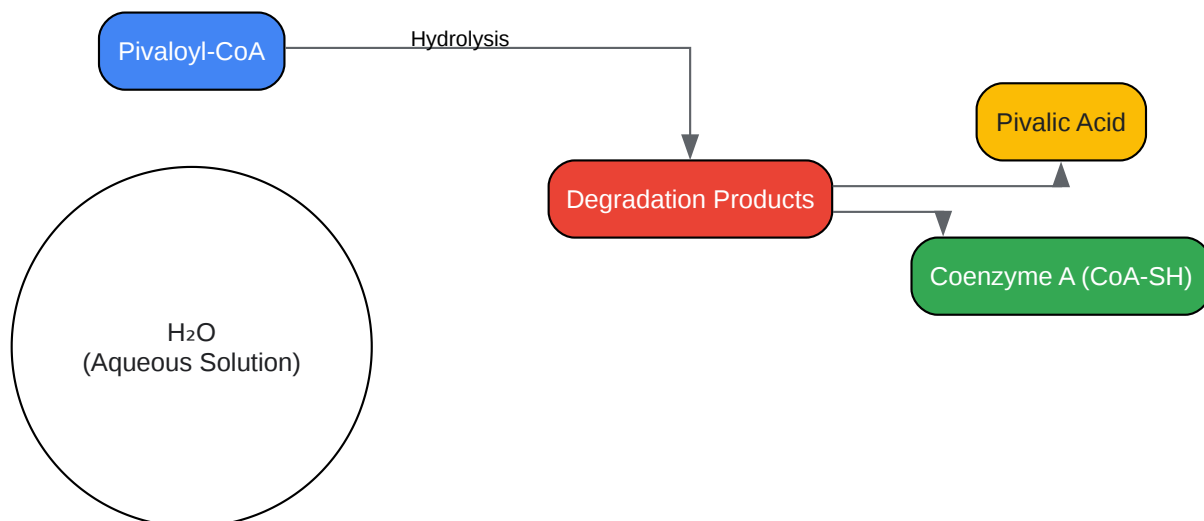 Pivaloyl-CoA
Hydrolysis
Pivalic Acid
Degradation Products
Coenzyme A (CoA-SH)
H₂O
(Aqueous Solution)